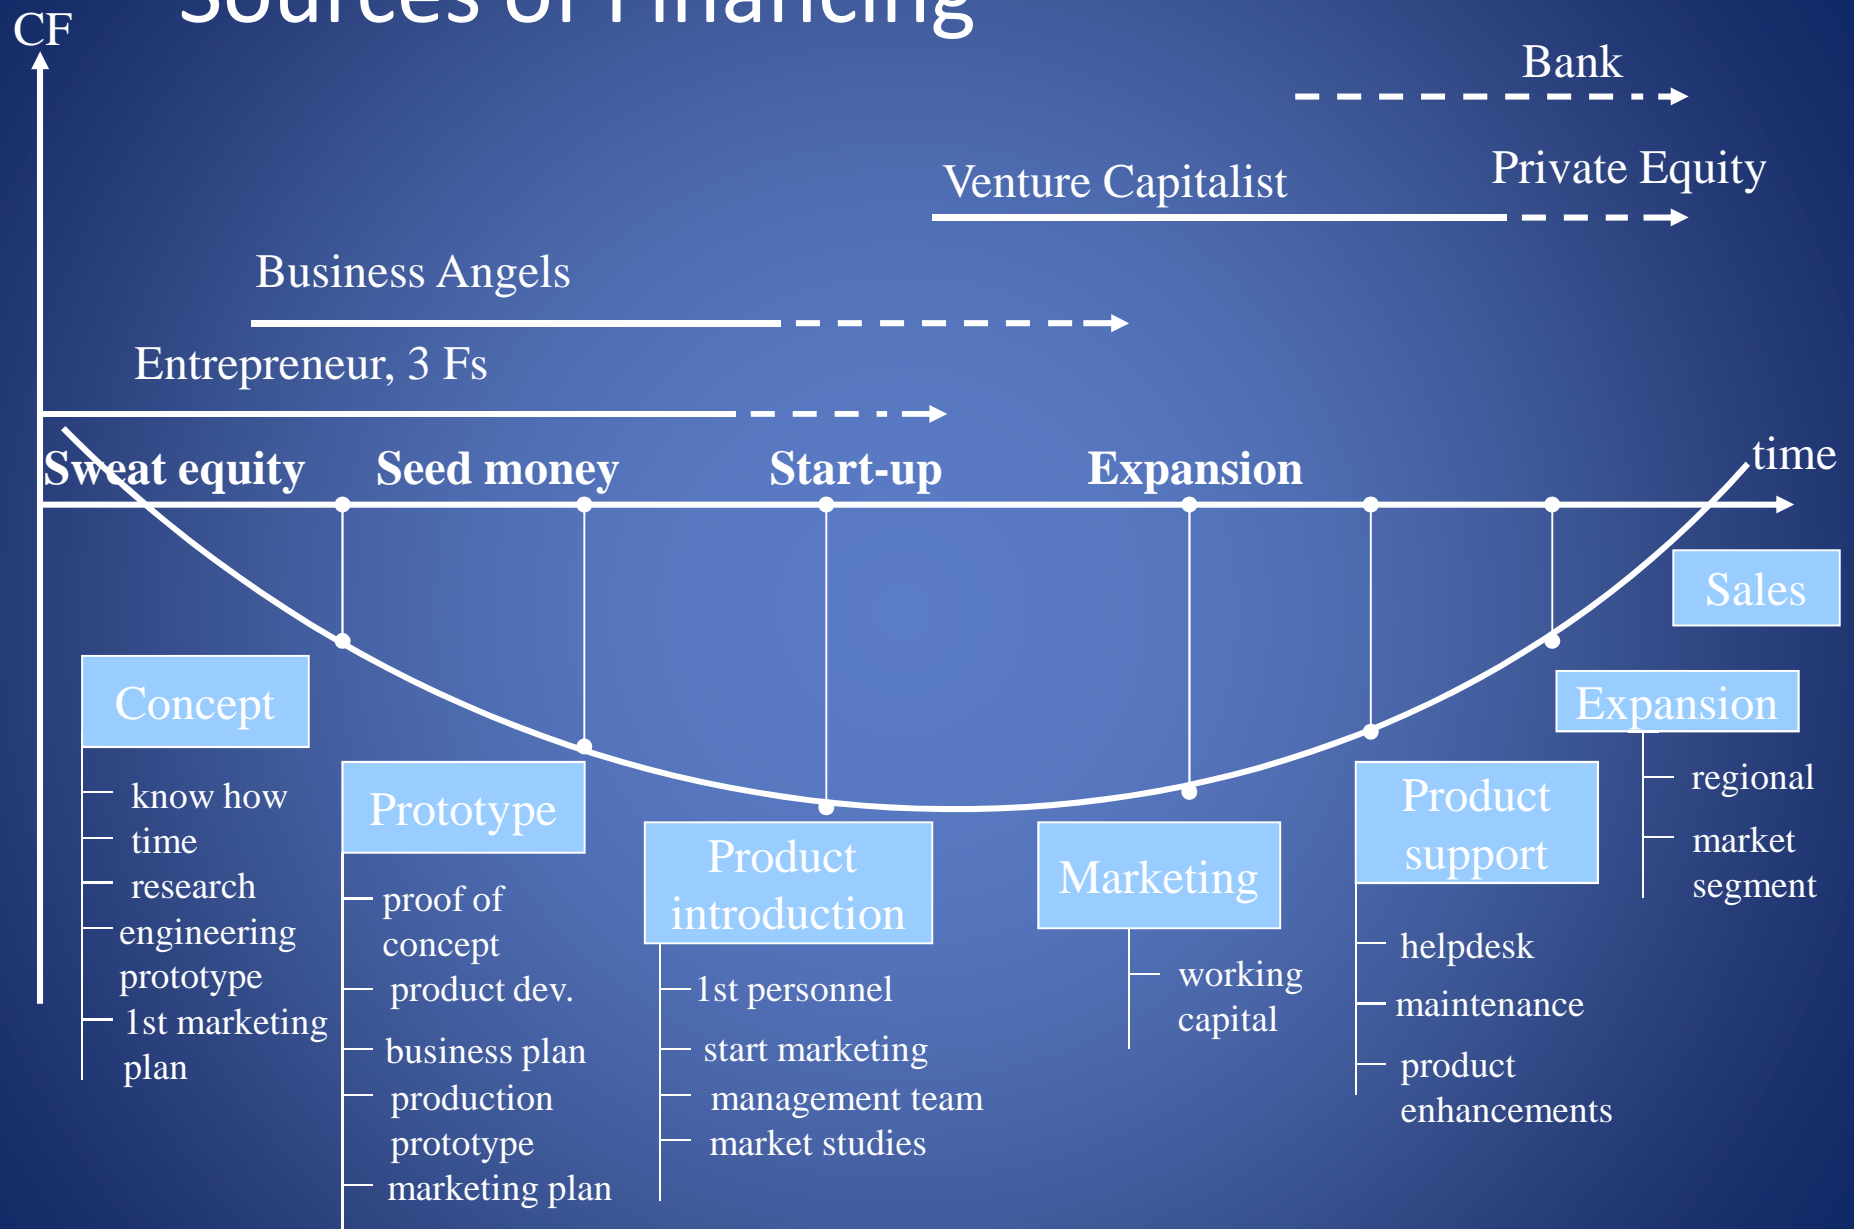 Sources of Financing
CF
Bank
Venture Capitalist
Private Equity
Business Angels
Entrepreneur, 3 Fs
time
Sweat equity
Seed money
Start-up
Expansion
Sales
Concept
know how
time
research
engineering
prototype
1st marketing
plan
Prototype
proof of
concept
product dev.
business plan
production
prototype
marketing plan
Product
introduction
1st personnel
start marketing
management team
market studies
Marketing
working
capital
Product
support
helpdesk
maintenance
product
enhancements
Expansion
regional
market
segment